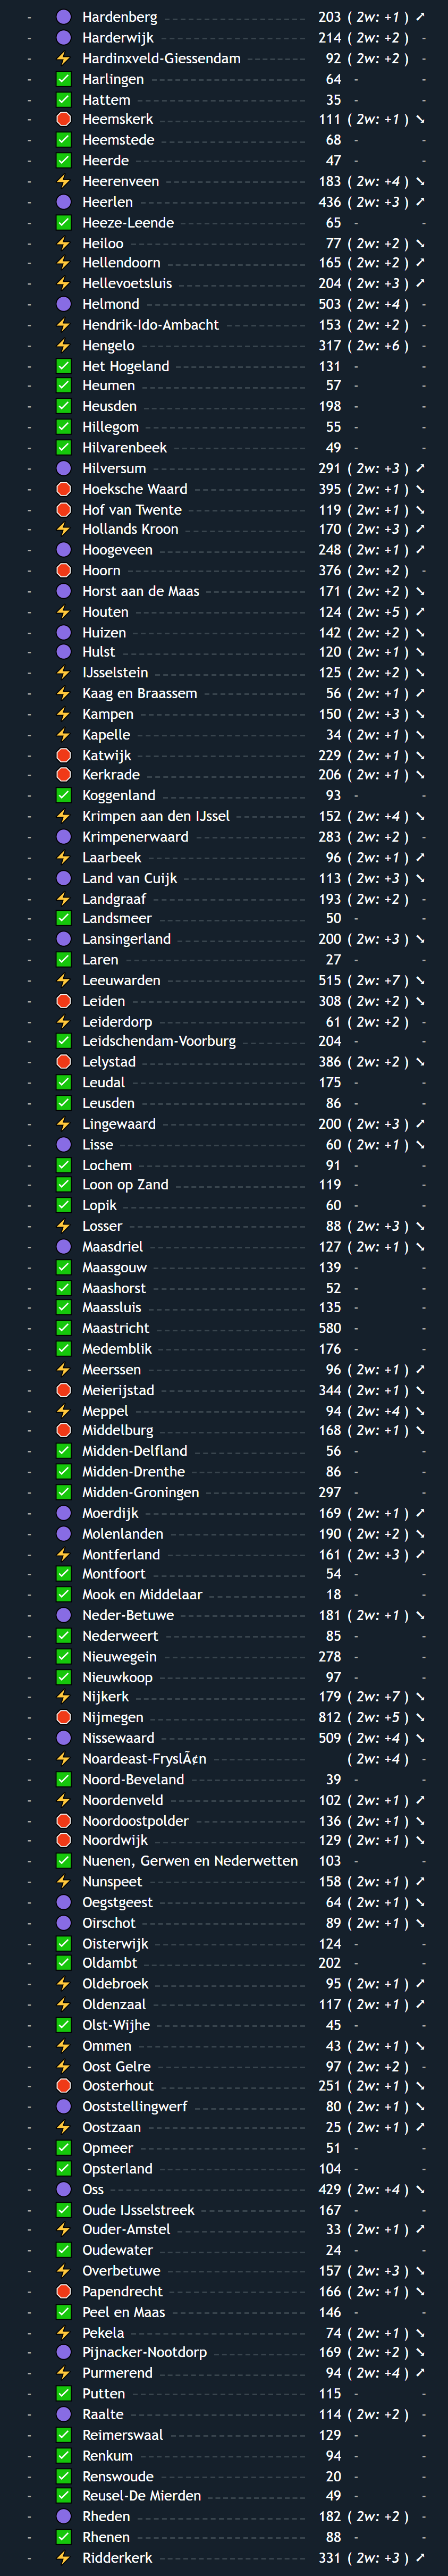 - Hardenberg 203 ( 2w: +1 ) ➚
- Harderwijk 214 ( 2w: +2 ) -
- Hardinxveld-Giessendam 92 ( 2w: +2 ) -
- Harlingen 64 - -
- Hattem 35 - -
- Heemskerk 111 ( 2w: +1 ) ➘
- Heemstede 68 - -
- Heerde 47 - -
- Heerenveen 183 ( 2w: +4 ) ➘
- Heerlen 436 ( 2w: +3 ) ➚
- Heeze-Leende 65 - -
- Heiloo 77 ( 2w: +2 ) ➘
- Hellendoorn 165 ( 2w: +2 ) ➚
- Hellevoetsluis 204 ( 2w: +3 ) ➚
- Helmond 503 ( 2w: +4 ) -
- Hendrik-Ido-Ambacht 153 ( 2w: +2 ) -
- Hengelo 317 ( 2w: +6 ) -
- Het Hogeland 131 - -
- Heumen 57 - -
- Heusden 198 - -
- Hillegom 55 - -
- Hilvarenbeek 49 - -
- Hilversum 291 ( 2w: +3 ) ➚
- Hoeksche Waard 395 ( 2w: +1 ) ➘
- Hof van Twente 119 ( 2w: +1 ) ➘
- Hollands Kroon 170 ( 2w: +3 ) ➚
- Hoogeveen 248 ( 2w: +1 ) ➚
- Hoorn 376 ( 2w: +2 ) -
- Horst aan de Maas 171 ( 2w: +2 ) ➘
- Houten 124 ( 2w: +5 ) ➚
- Huizen 142 ( 2w: +2 ) ➘
- Hulst 120 ( 2w: +1 ) ➘
- IJsselstein 125 ( 2w: +2 ) ➘
- Kaag en Braassem 56 ( 2w: +1 ) ➚
- Kampen 150 ( 2w: +3 ) ➘
- Kapelle 34 ( 2w: +1 ) ➘
- Katwijk 229 ( 2w: +1 ) ➘
- Kerkrade 206 ( 2w: +1 ) ➘
- Koggenland 93 - -
- Krimpen aan den IJssel 152 ( 2w: +4 ) ➘
- Krimpenerwaard 283 ( 2w: +2 ) -
- Laarbeek 96 ( 2w: +1 ) ➚
- Land van Cuijk 113 ( 2w: +3 ) ➘
- Landgraaf 193 ( 2w: +2 ) -
- Landsmeer 50 - -
- Lansingerland 200 ( 2w: +3 ) ➘
- Laren 27 - -
- Leeuwarden 515 ( 2w: +7 ) ➘
- Leiden 308 ( 2w: +2 ) ➘
- Leiderdorp 61 ( 2w: +2 ) -
- Leidschendam-Voorburg 204 - -
- Lelystad 386 ( 2w: +2 ) ➘
- Leudal 175 - -
- Leusden 86 - -
- Lingewaard 200 ( 2w: +3 ) ➚
- Lisse 60 ( 2w: +1 ) ➘
- Lochem 91 - -
- Loon op Zand 119 - -
- Lopik 60 - -
- Losser 88 ( 2w: +3 ) ➘
- Maasdriel 127 ( 2w: +1 ) ➘
- Maasgouw 139 - -
- Maashorst 52 - -
- Maassluis 135 - -
- Maastricht 580 - -
- Medemblik 176 - -
- Meerssen 96 ( 2w: +1 ) ➚
- Meierijstad 344 ( 2w: +1 ) ➘
- Meppel 94 ( 2w: +4 ) ➘
- Middelburg 168 ( 2w: +1 ) ➘
- Midden-Delfland 56 - -
- Midden-Drenthe 86 - -
- Midden-Groningen 297 - -
- Moerdijk 169 ( 2w: +1 ) ➚
- Molenlanden 190 ( 2w: +2 ) ➘
- Montferland 161 ( 2w: +3 ) ➚
- Montfoort 54 - -
- Mook en Middelaar 18 - -
- Neder-Betuwe 181 ( 2w: +1 ) ➘
- Nederweert 85 - -
- Nieuwegein 278 - -
- Nieuwkoop 97 - -
- Nijkerk 179 ( 2w: +7 ) ➘
- Nijmegen 812 ( 2w: +5 ) ➘
- Nissewaard 509 ( 2w: +4 ) ➘
- Noardeast-FryslÃ¢n ( 2w: +4 ) -
- Noord-Beveland 39 - -
- Noordenveld 102 ( 2w: +1 ) ➚
- Noordoostpolder 136 ( 2w: +1 ) ➘
- Noordwijk 129 ( 2w: +1 ) ➘
- Nuenen, Gerwen en Nederwetten 103 - -
- Nunspeet 158 ( 2w: +1 ) ➚
- Oegstgeest 64 ( 2w: +1 ) ➘
- Oirschot 89 ( 2w: +1 ) ➘
- Oisterwijk 124 - -
- Oldambt 202 - -
- Oldebroek 95 ( 2w: +1 ) ➚
- Oldenzaal 117 ( 2w: +1 ) ➚
- Olst-Wijhe 45 - -
- Ommen 43 ( 2w: +1 ) ➘
- Oost Gelre 97 ( 2w: +2 ) -
- Oosterhout 251 ( 2w: +1 ) ➘
- Ooststellingwerf 80 ( 2w: +1 ) ➘
- Oostzaan 25 ( 2w: +1 ) ➚
- Opmeer 51 - -
- Opsterland 104 - -
- Oss 429 ( 2w: +4 ) ➘
- Oude IJsselstreek 167 - -
- Ouder-Amstel 33 ( 2w: +1 ) ➚
- Oudewater 24 - -
- Overbetuwe 157 ( 2w: +3 ) ➘
- Papendrecht 166 ( 2w: +1 ) ➘
- Peel en Maas 146 - -
- Pekela 74 ( 2w: +1 ) ➘
- Pijnacker-Nootdorp 169 ( 2w: +2 ) ➘
- Purmerend 94 ( 2w: +4 ) ➚
- Putten 115 - -
- Raalte 114 ( 2w: +2 ) -
- Reimerswaal 129 - -
- Renkum 94 - -
- Renswoude 20 - -
- Reusel-De Mierden 49 - -
- Rheden 182 ( 2w: +2 ) -
- Rhenen 88 - -
- Ridderkerk 331 ( 2w: +3 ) ➚